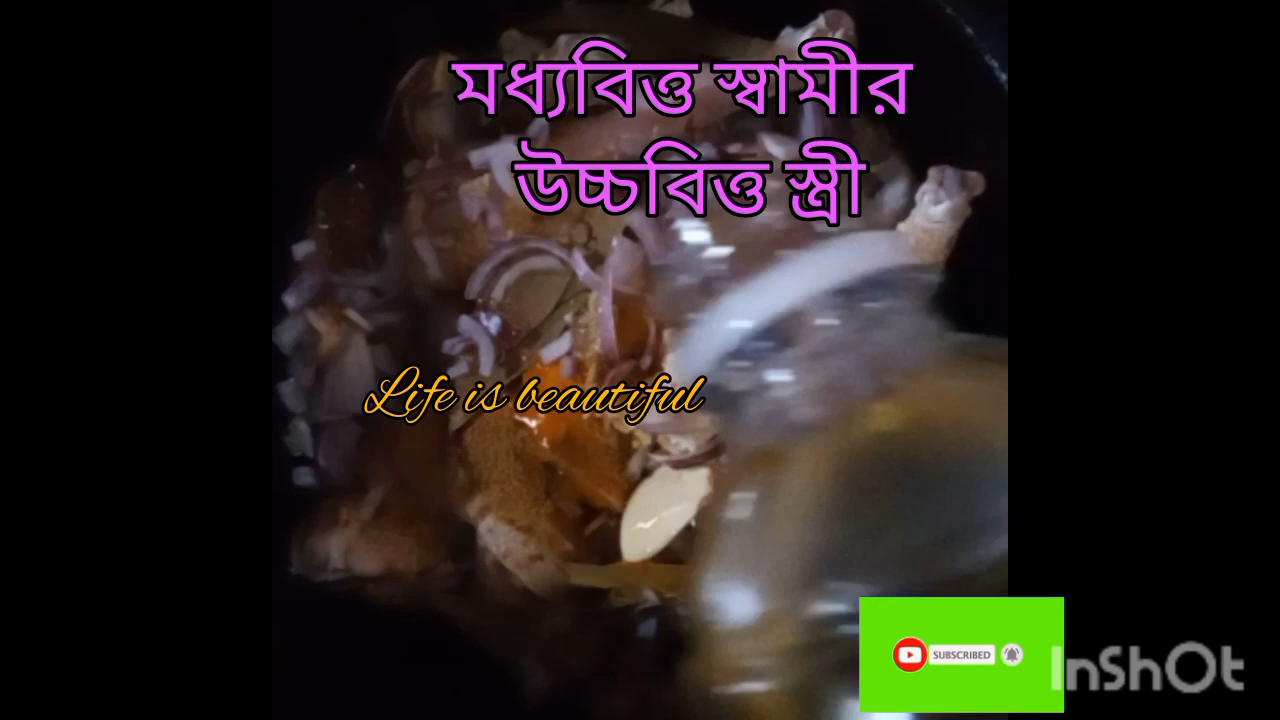 মধ্যবিত্ত স্বামীর
উচ্চবিত্ত স্ত্রী
Life is beautiful
SUBSCRIBED
InShOt